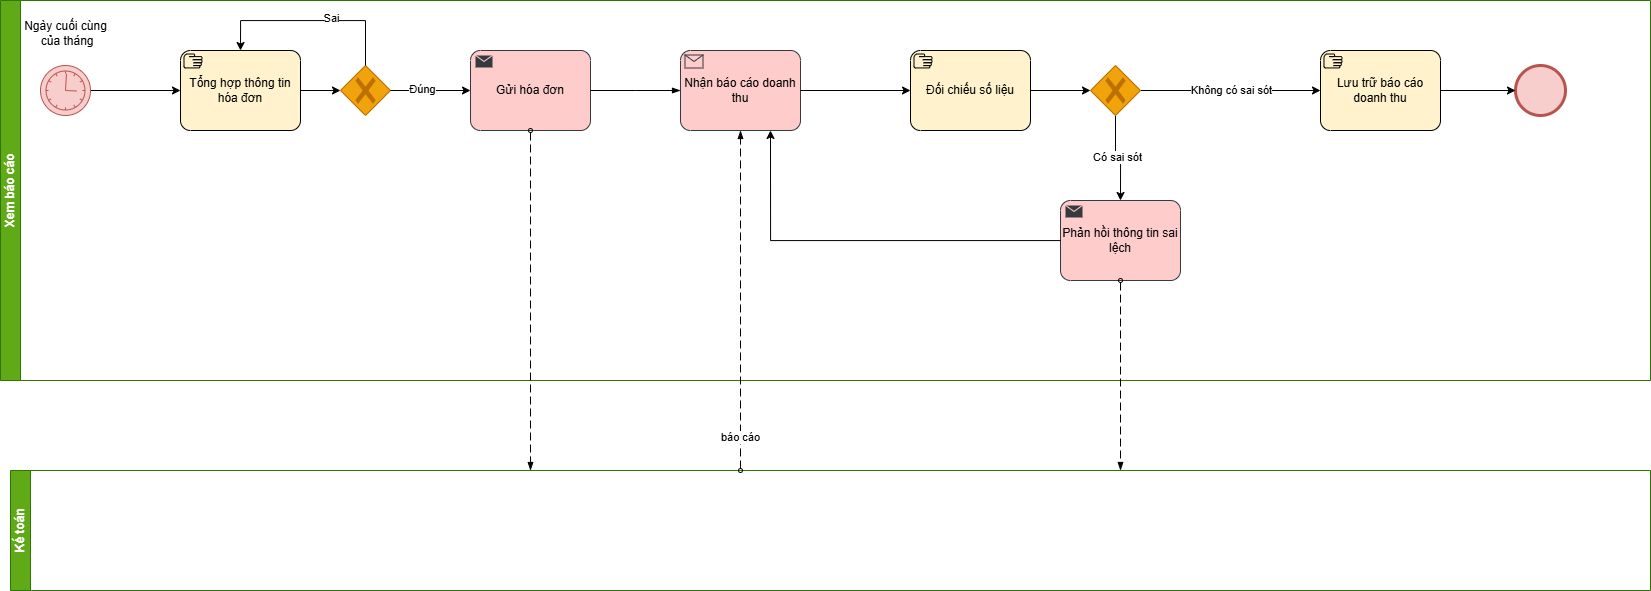 Ngày cuối cùng
của tháng
Sai
Tổng hợp thông tin
hóa đơn
Đúng
Gửi hóa đơn
Nhận báo cáo doanh
thu
Đối chiếu số liệu
Không có sai sót
Lưu trữ báo cáo
doanh thu
Có sai sót
Phản hồi thông tin sai
lệch
Xem báo cáo
báo cáo
Kế toán